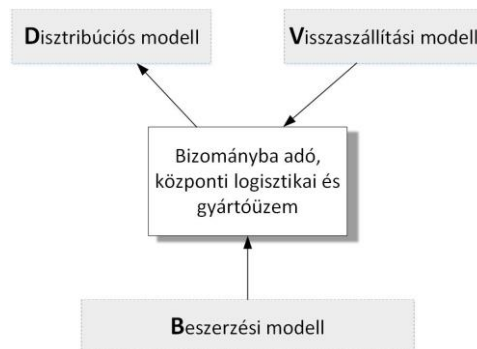 Disztribúciós modell
Visszaszállítási modell
Bizományba adó,
központi logisztikai és
gyártóüzem
Beszerzési modell